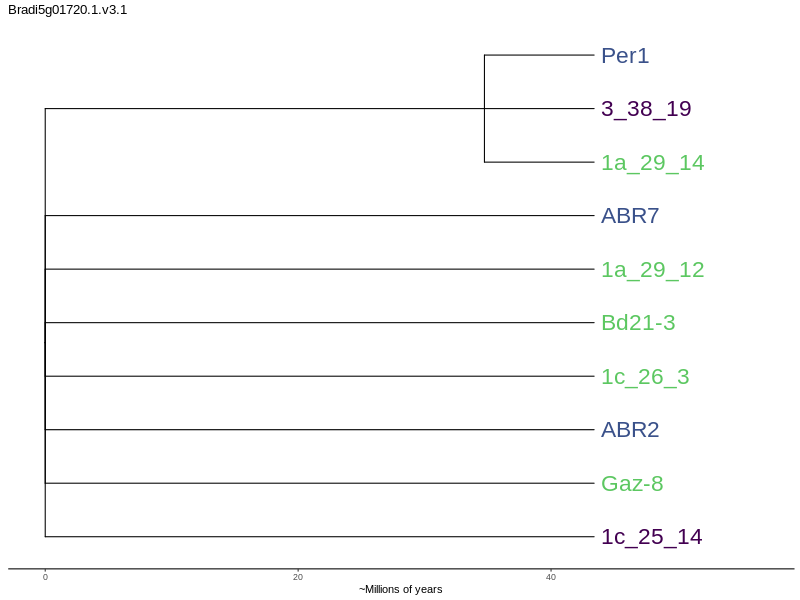 Bradi5g01720.1.v3.1
Per1
3_38_19
1a_29_14
ABR7
1a_29_12
Bd21-3
1c_26_3
ABR2
Gaz-8
1c_25_14
0 20 40
~Millions of years